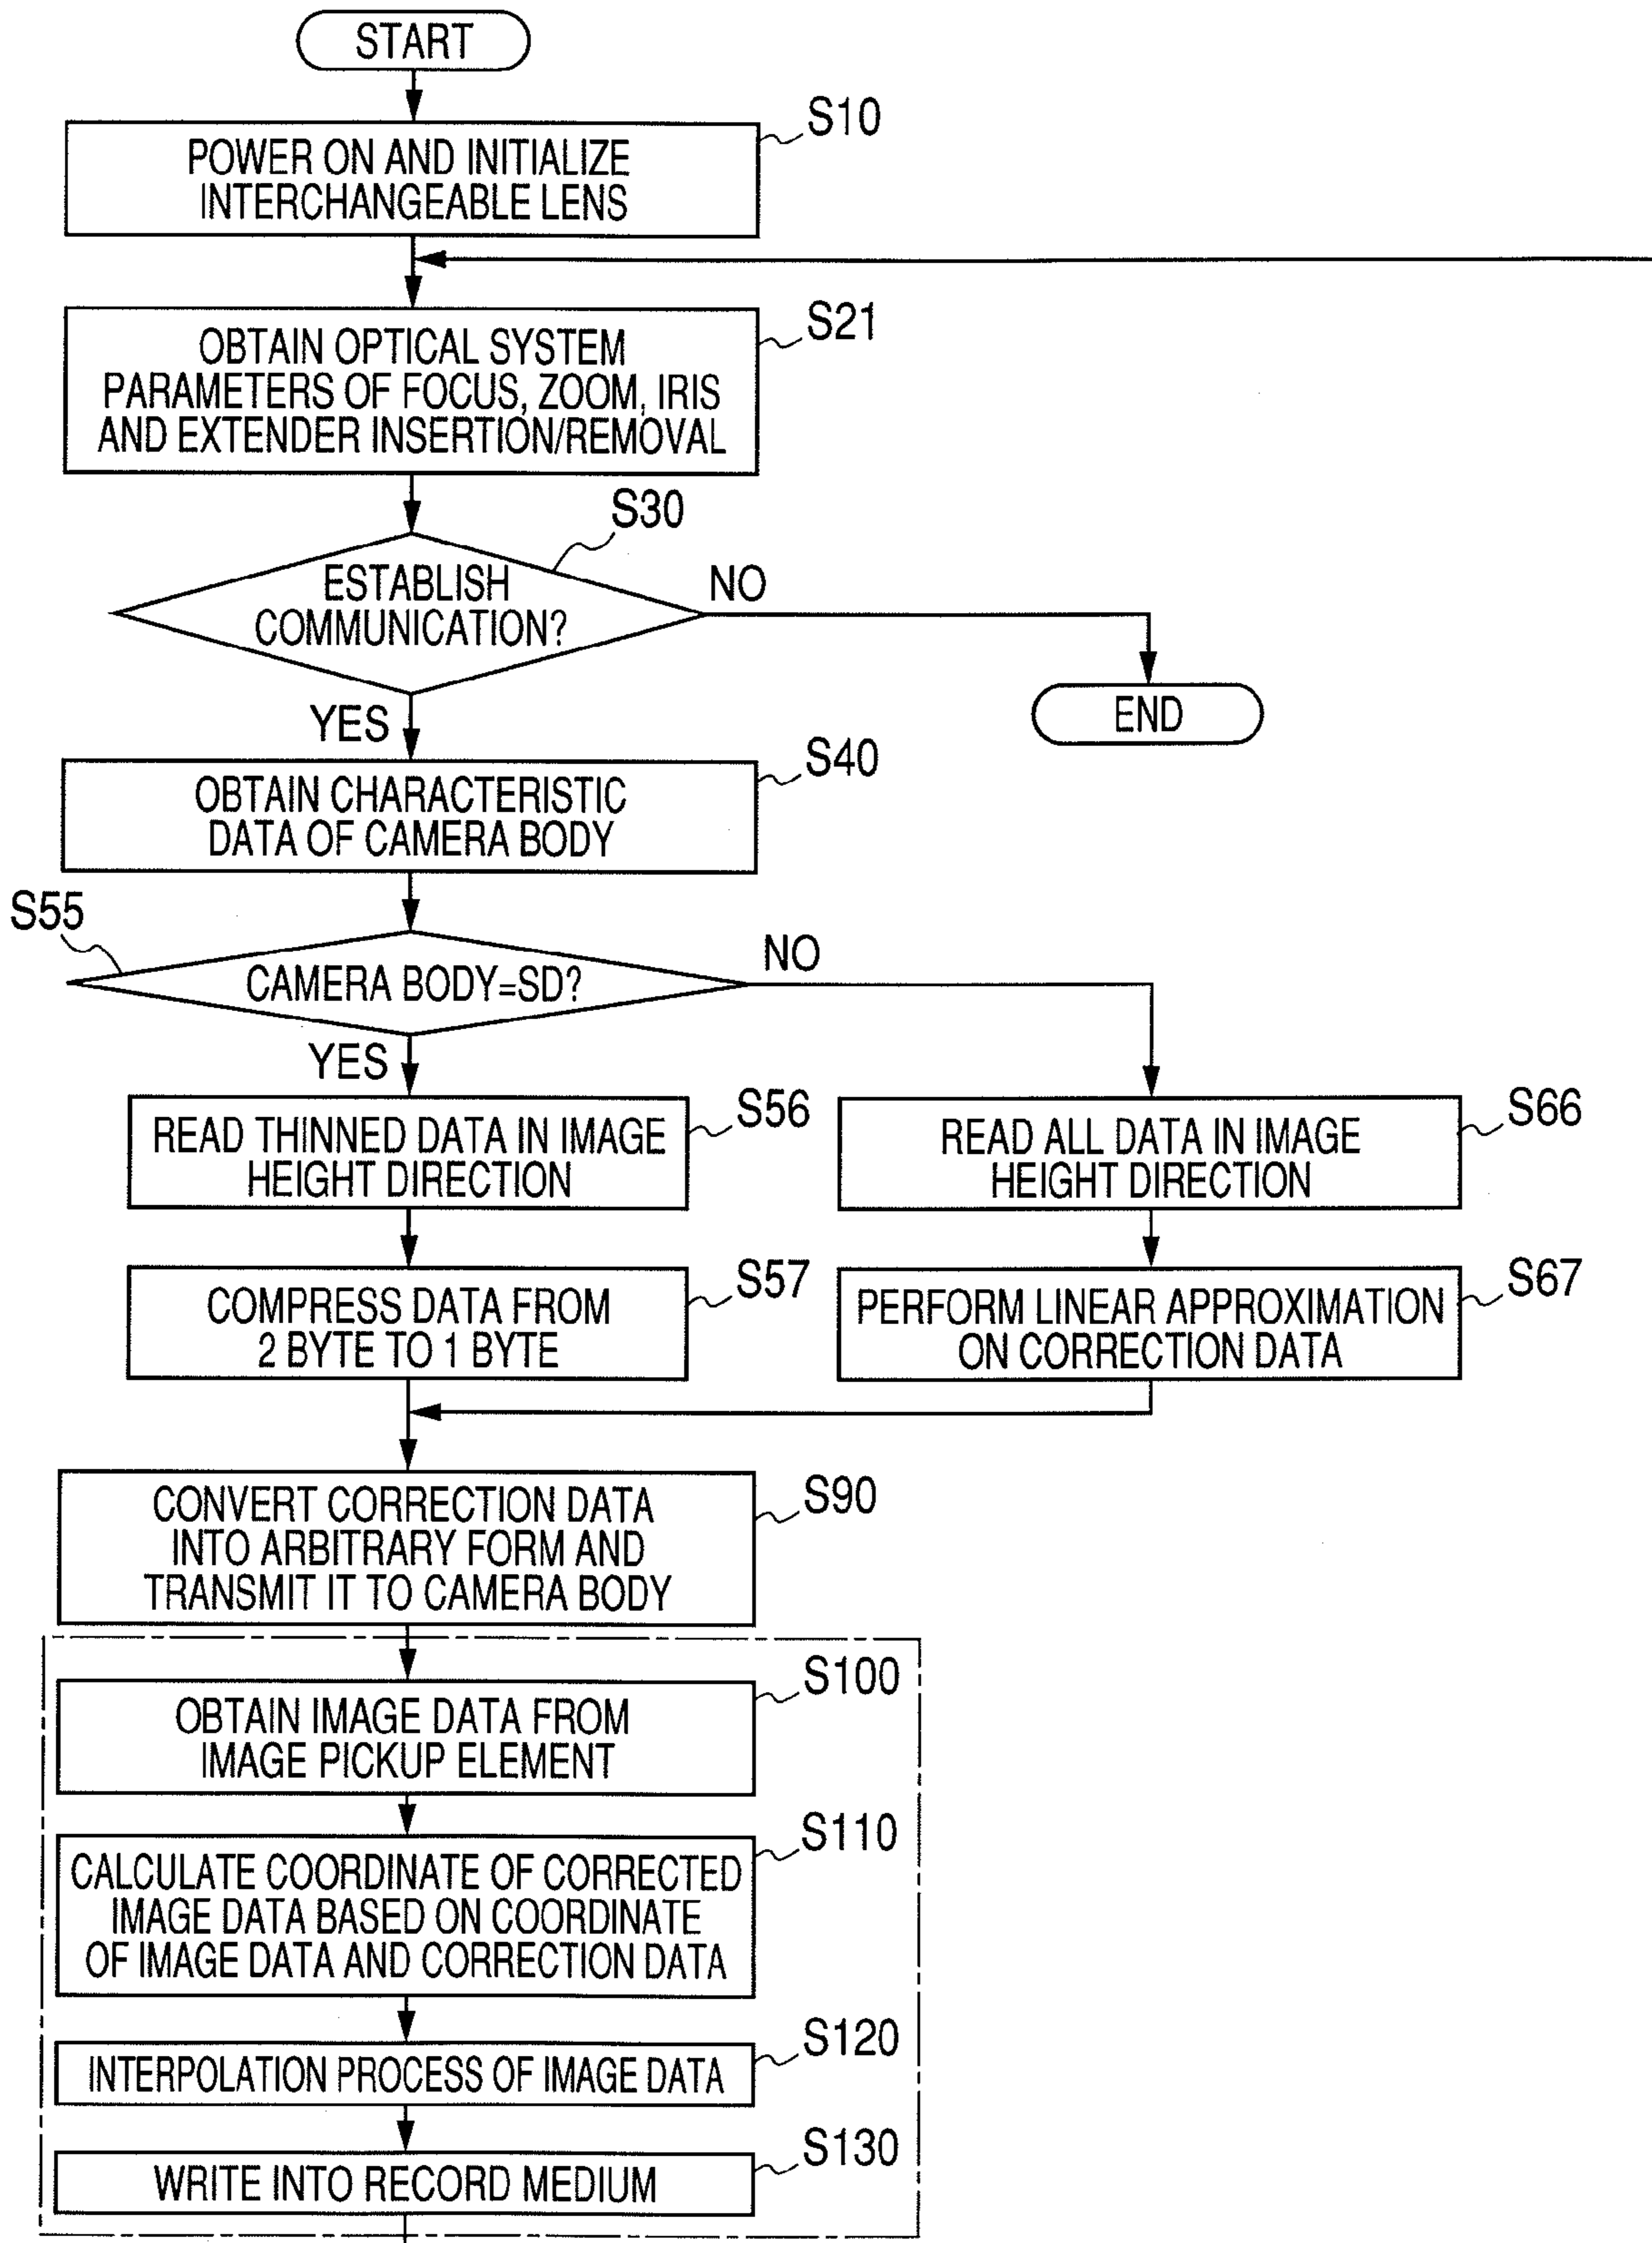 START
S10
POWER ON AND INITIALIZE
INTERCHANGEABLE LENS
S21
OBTAIN OPTICAL SYSTEM
PARAMETERS OF FOCUS, ZOOM, IRIS
AND EXTENDER INSERTION/REMOVAL
S30
ESTABLISH
COMMUNICATION?
NO
END
YES
S40
OBTAIN CHARACTERISTIC
DATA OF CAMERA BODY
S55
CAMERA BODY=SD?
NO
YES
S56
READ THINNED DATA IN IMAGE
HEIGHT DIRECTION
S66
READ ALL DATA IN IMAGE
HEIGHT DIRECTION
S57
COMPRESS DATA FROM
2 BYTE TO 1 BYTE
S67
PERFORM LINEAR APPROXIMATION
ON CORRECTION DATA
S90
CONVERT CORRECTION DATA
INTO ARBITRARY FORM AND
TRANSMIT IT TO CAMERA BODY
S100
OBTAIN IMAGE DATA FROM
IMAGE PICKUP ELEMENT
S110
CALCULATE COORDINATE OF CORRECTED
IMAGE DATA BASED ON COORDINATE
OF IMAGE DATA AND CORRECTION DATA
S120
INTERPOLATION PROCESS OF IMAGE DATA
S130
WRITE INTO RECORD MEDIUM